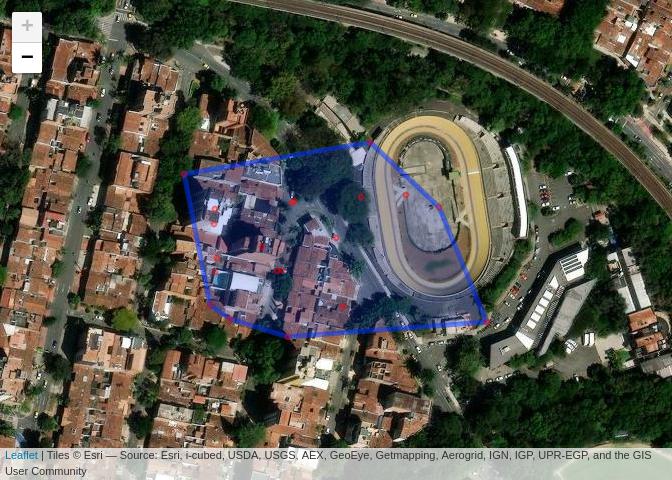 +
−
Leaflet | Tiles © Esri — Source: Esri, i-cubed, USDA, USGS, AEX, GeoEye, Getmapping, Aerogrid, IGN, IGP, UPR-EGP, and the GIS
User Community